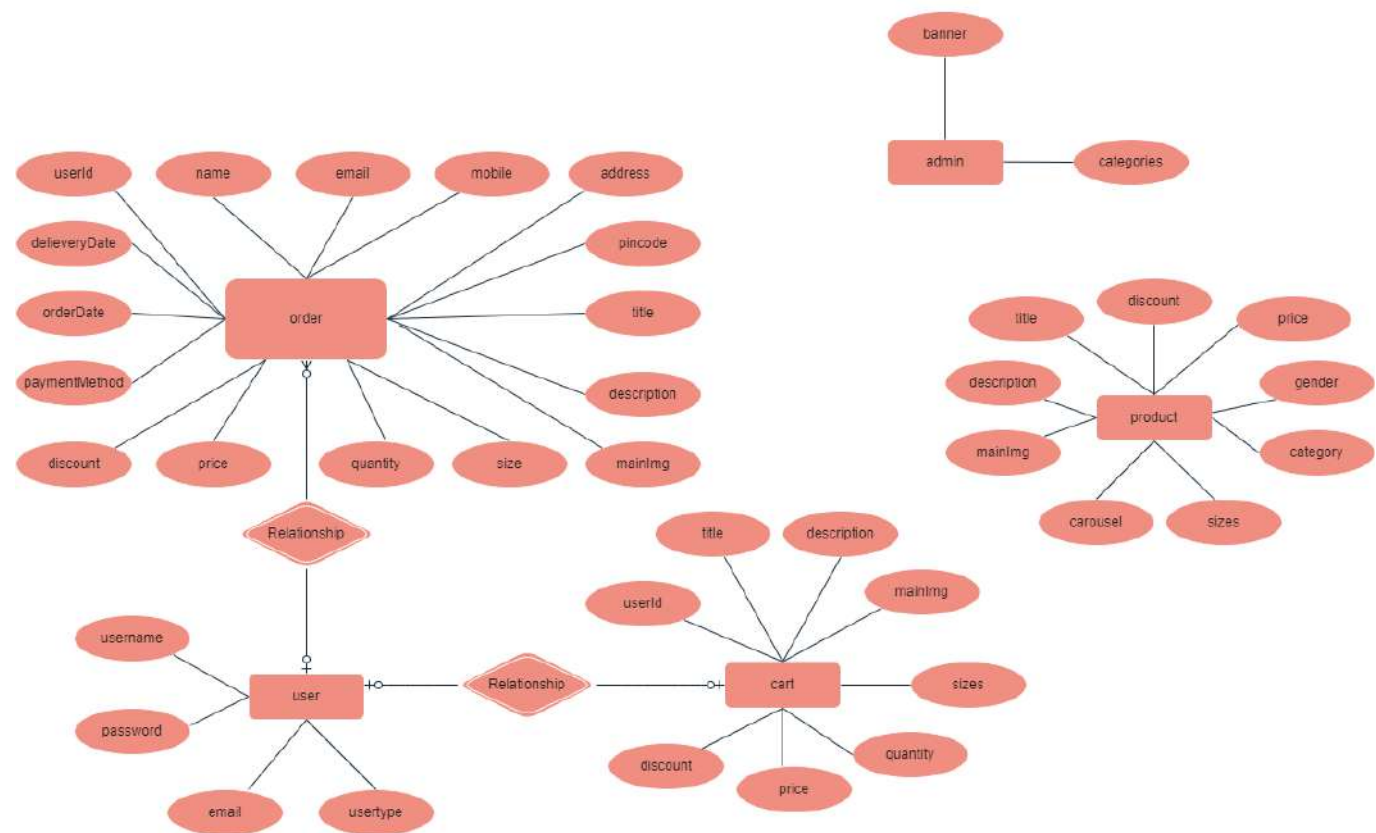 banner
admin
categories
userId
name
email
mobile
address
delieveryDate
pincode
orderDate
order
title
paymentMethod
description
discount
price
quantity
size
mainImg
discount
title
price
description
gender
product
mainImg
category
carousel
sizes
Relationship
title
description
userId
mainImg
username
user
Relationship
cart
sizes
password
discount
quantity
price
email
usertype